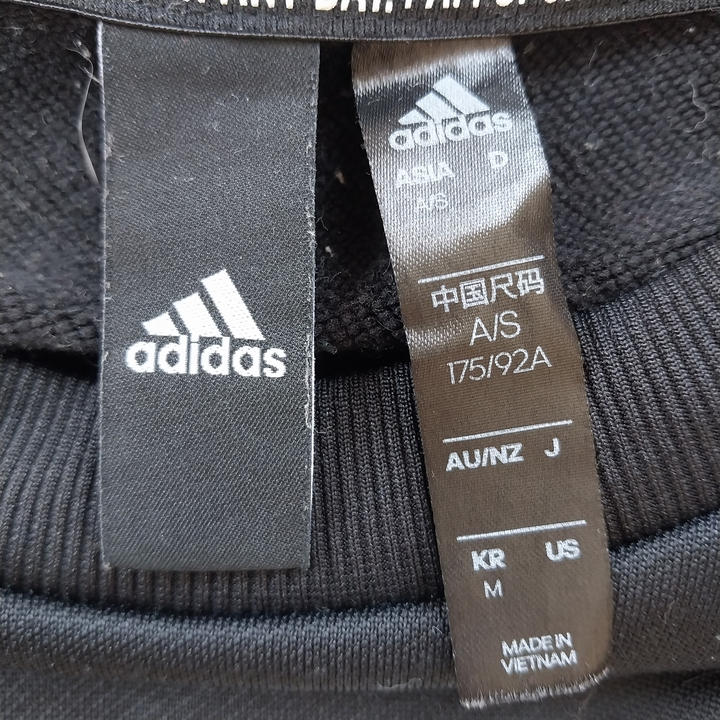 adidas
adidas
ASIA D
A/S
中国尺码
A/S
175/92A
AU/NZ J
KR US
M
MADE IN
VIETNAM